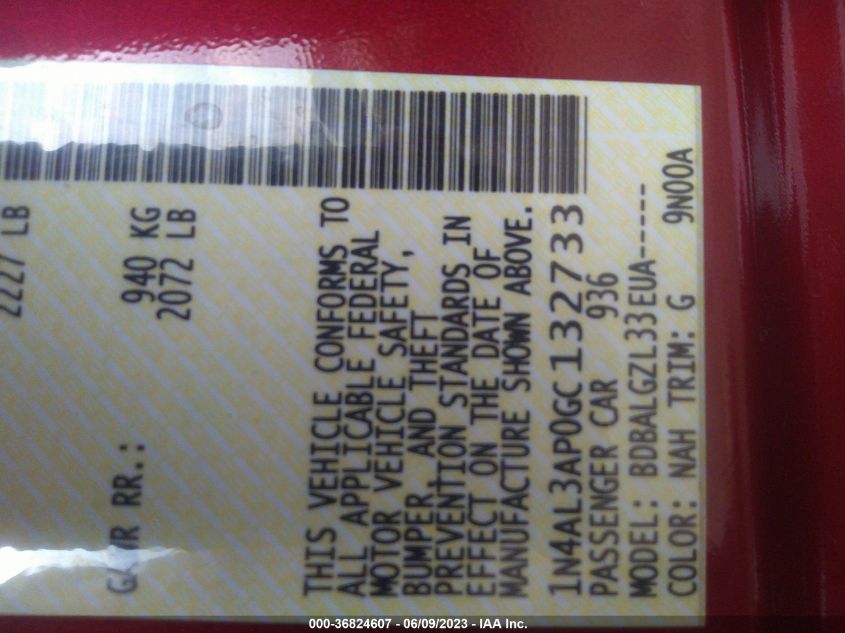 2227 LB
GAWR RR.: 940 KG
2072 LB
THIS VEHICLE CONFORMS TO
ALL APPLICABLE FEDERAL
MOTOR VEHICLE SAFETY,
BUMPER, AND THEFT
PREVENTION STANDARDS IN
EFFECT ON THE DATE OF
MANUFACTURE SHOWN ABOVE.
1N4AL3AP0GC132733
PASSENGER CAR 936
MODEL: BDBALGZL33EUA-----
COLOR: NAH TRIM: G 9N00A
000-36824607 - 06/09/2023 - IAA Inc.